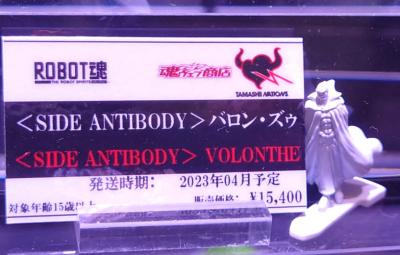 ROBOT魂
THE ROBOT SPIRITS
魂ウェブ商店
TAMASHII NATIONS
<SIDE ANTIBODY> バロン・ズゥ
<SIDE ANTIBODY> VOLONTHE
発送時期: 2023年04月予定
対象年齢15歳以上 販売価格: ¥15,400